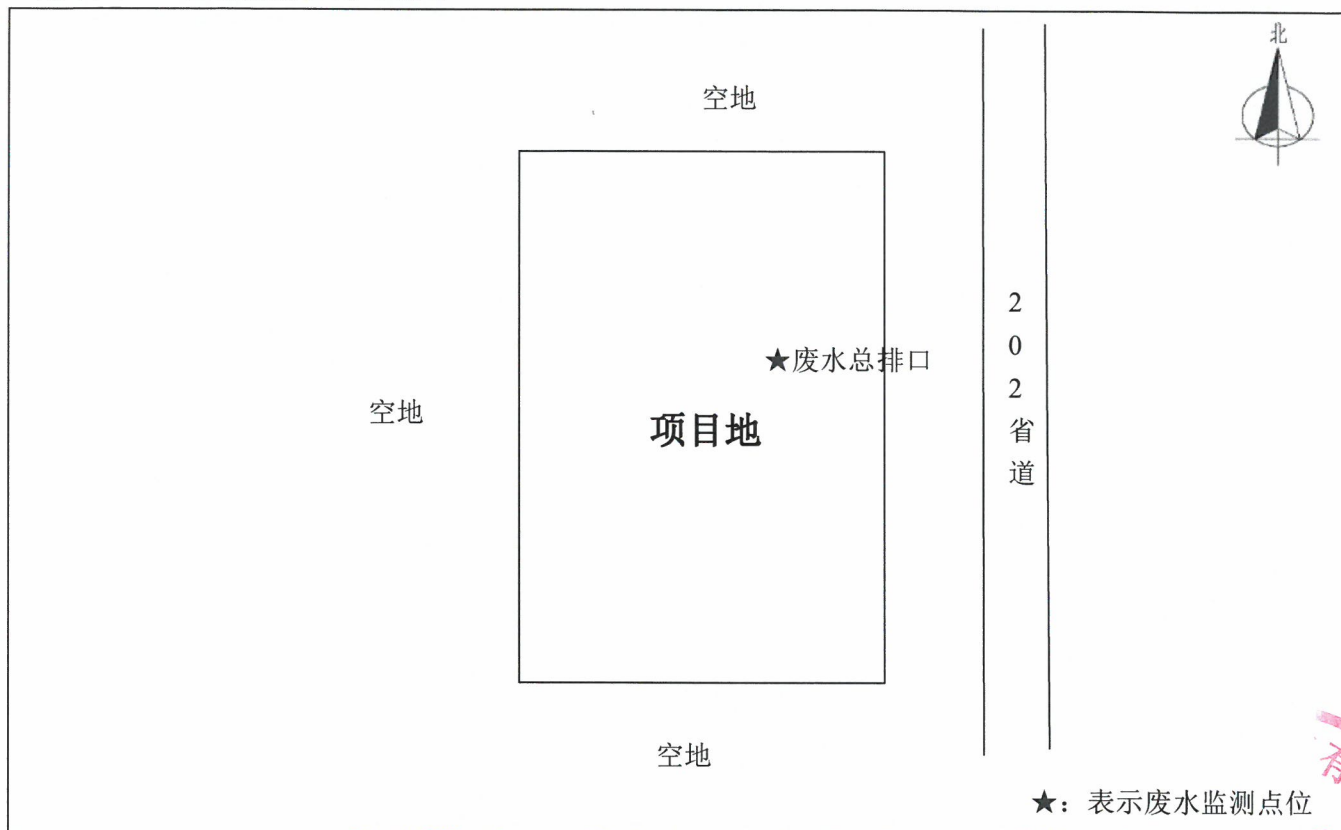 北
空地
★废水总排口
空地
项目地
202省道
空地
★：表示废水监测点位